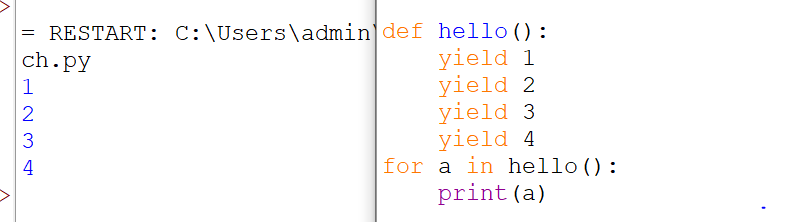 >
= RESTART: C:\Users\admin\
ch.py
1
2
3
4
>
def hello():
    yield 1
    yield 2
    yield 3
    yield 4
for a in hello():
    print(a)